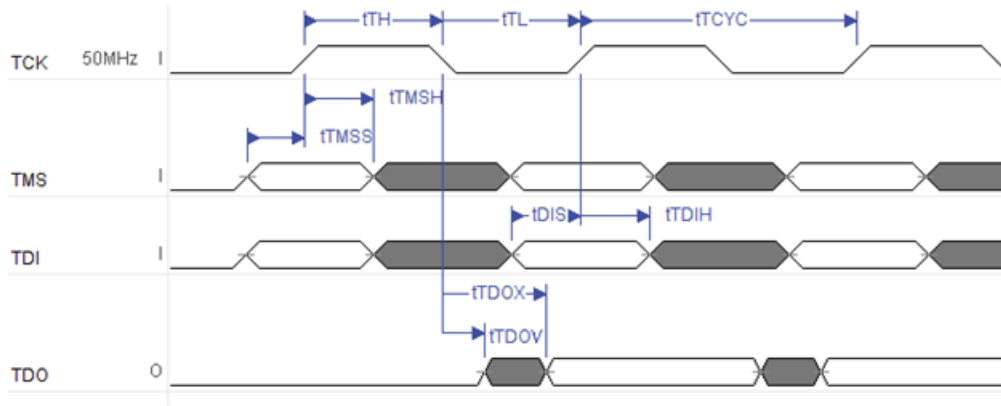 tTH tTL tTCYC
TCK 50MHz I
tTMSH
tTMSS
TMS I
tDIS tTDIH
TDI I
tTDOX
tTDOV
TDO O